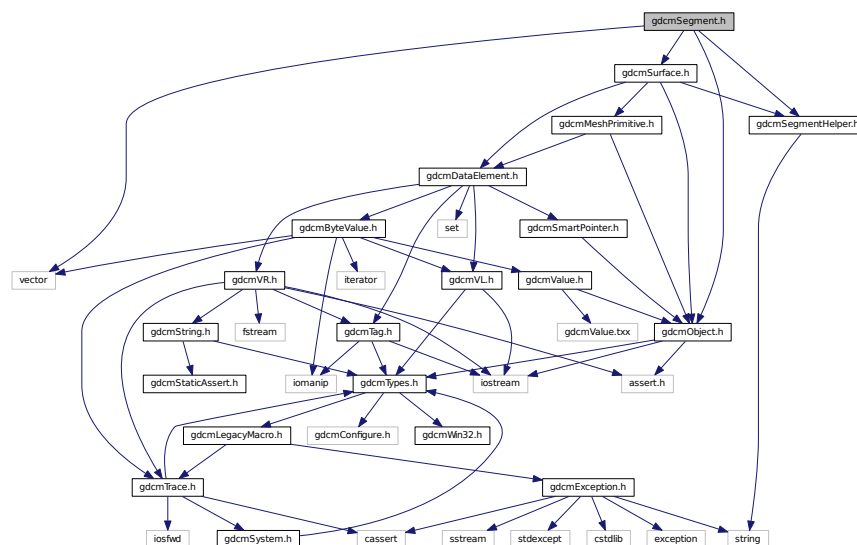 gdcmSegment.h
gdcmSurface.h
gdcmMeshPrimitive.h
gdcmSegmentHelper.h
gdcmDataElement.h
gdcmByteValue.h
set
gdcmSmartPointer.h
vector
gdcmVR.h
iterator
gdcmVL.h
gdcmValue.h
gdcmString.h
fstream
gdcmTag.h
gdcmValue.txx
gdcmObject.h
gdcmStaticAssert.h
iomanip
gdcmTypes.h
iostream
assert.h
gdcmLegacyMacro.h
gdcmConfigure.h
gdcmWin32.h
gdcmTrace.h
gdcmException.h
iosfwd
gdcmSystem.h
cassert
sstream
stdexcept
cstdlib
exception
string